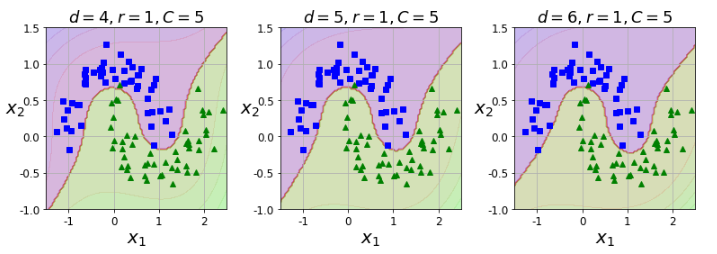 d = 4, r = 1, C = 5
d = 5, r = 1, C = 5
d = 6, r = 1, C = 5
1.5
1.0
0.5
0.0
-0.5
-1.0
x₂
-1 0 1 2
x₁
1.5
1.0
0.5
0.0
-0.5
-1.0
x₂
-1 0 1 2
x₁
1.5
1.0
0.5
0.0
-0.5
-1.0
x₂
-1 0 1 2
x₁